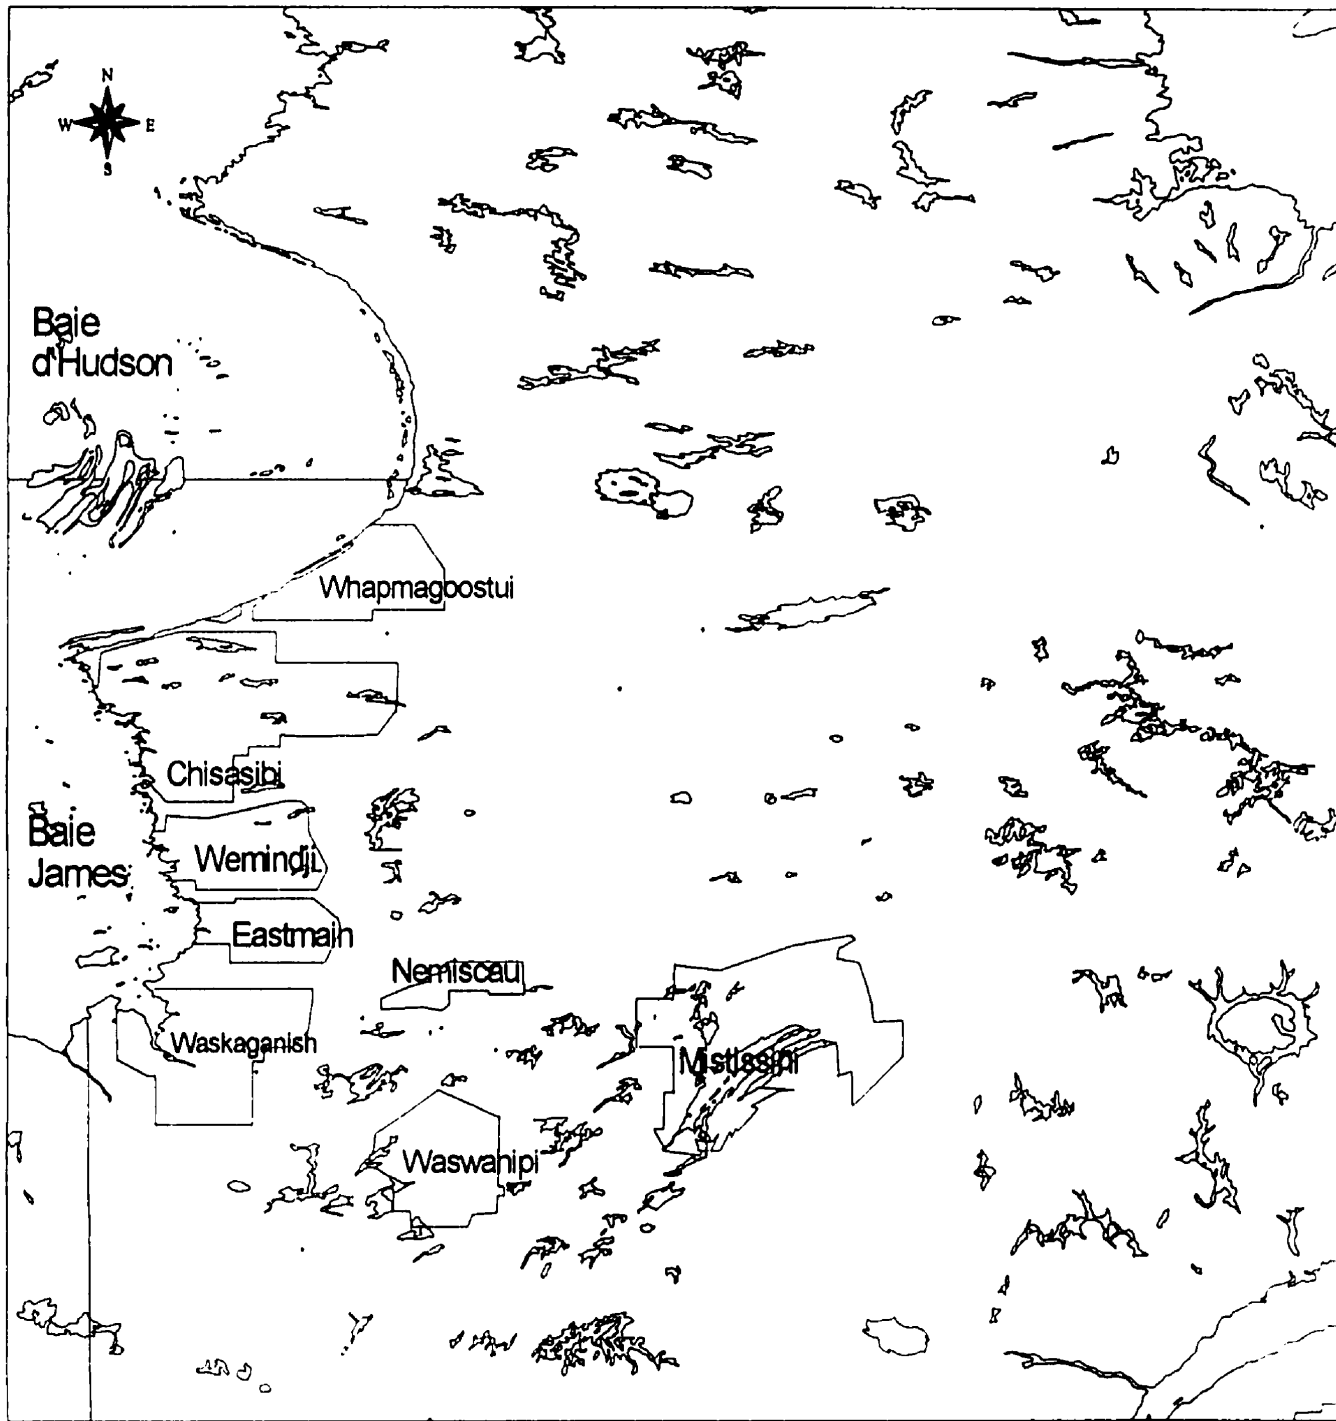 N
W E
S
Baie
d'Hudson
Whapmagoostui
Chisasibi
Baie
James
Wemindji
Eastmain
Nemiscau
Waskaganish
Mistissini
Waswanipi